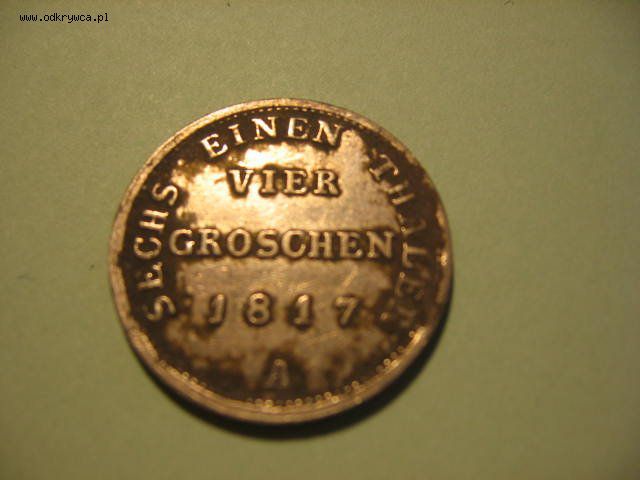 www.odkrywca.pl
SECHS EINEN THALER
VIER
GROSCHEN
1817
A